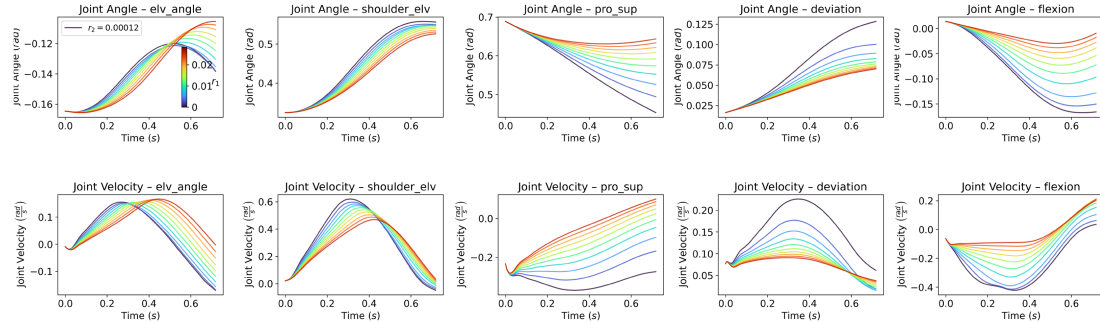 Joint Angle – elv_angle
Joint Angle – shoulder_elv
Joint Angle – pro_sup
Joint Angle – deviation
Joint Angle – flexion
Joint Angle (rad)
−0.12
−0.14
−0.16
r₂ = 0.00012
0.02
0.01
0
r₁
0.0 0.2 0.4 0.6
Time (s)
Joint Angle (rad)
0.5
0.4
0.0 0.2 0.4 0.6
Time (s)
Joint Angle (rad)
0.7
0.6
0.5
0.0 0.2 0.4 0.6
Time (s)
Joint Angle (rad)
0.125
0.100
0.075
0.050
0.025
0.0 0.2 0.4 0.6
Time (s)
Joint Angle (rad)
0.00
−0.05
−0.10
−0.15
0.0 0.2 0.4 0.6
Time (s)
Joint Velocity – elv_angle
Joint Velocity – shoulder_elv
Joint Velocity – pro_sup
Joint Velocity – deviation
Joint Velocity – flexion
Joint Velocity (rad/s)
0.1
0.0
−0.1
0.0 0.2 0.4 0.6
Time (s)
Joint Velocity (rad/s)
0.6
0.4
0.2
0.0
0.0 0.2 0.4 0.6
Time (s)
Joint Velocity (rad/s)
0.0
−0.2
0.0 0.2 0.4 0.6
Time (s)
Joint Velocity (rad/s)
0.20
0.15
0.10
0.05
0.0 0.2 0.4 0.6
Time (s)
Joint Velocity (rad/s)
0.2
0.0
−0.2
−0.4
0.0 0.2 0.4 0.6
Time (s)